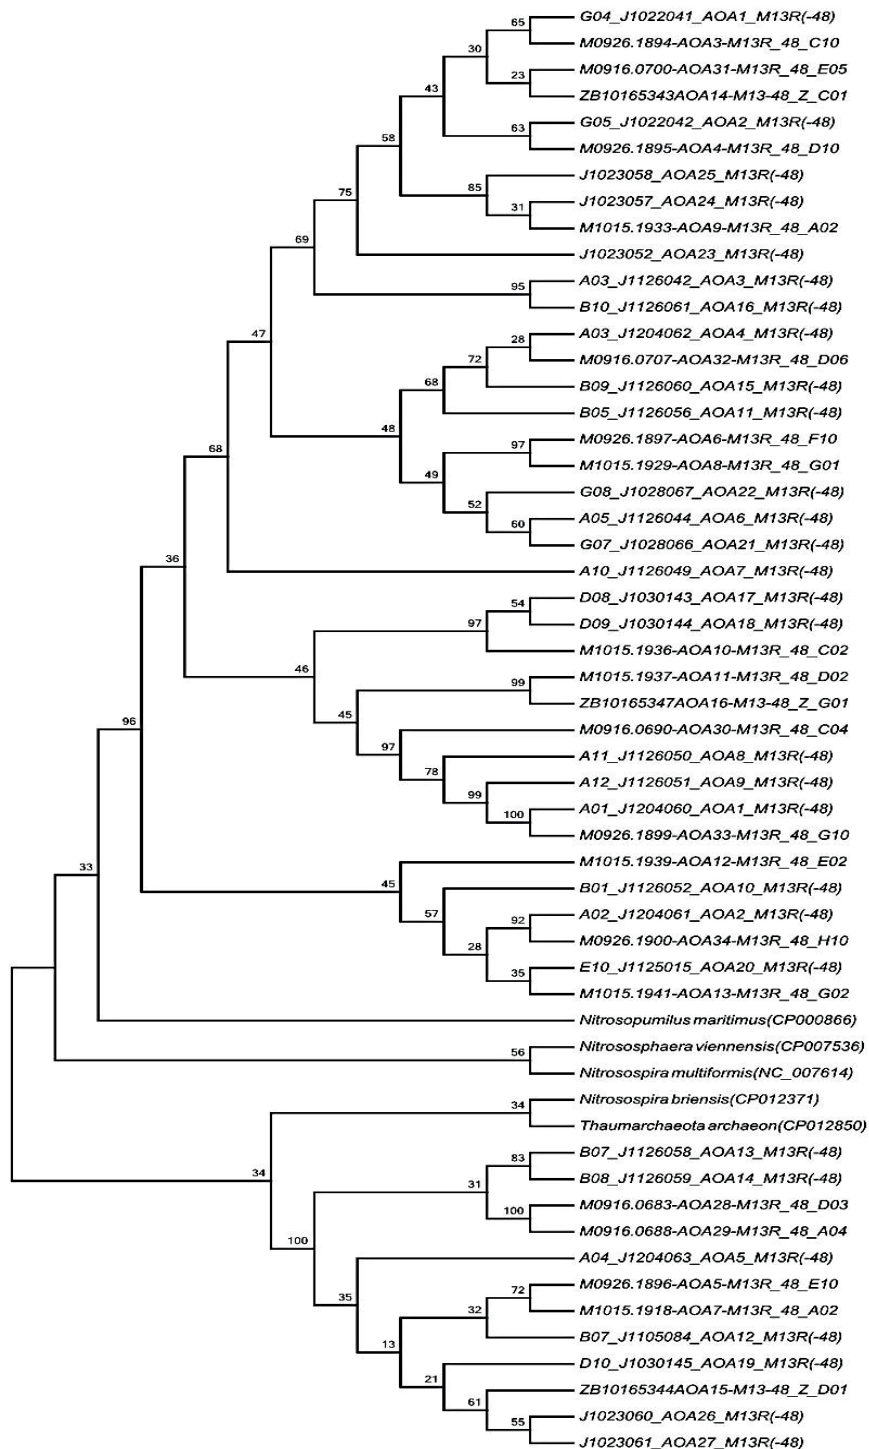 G04_J1022041_AOA1_M13R(-48)
65
M0926.1894-AOA3-M13R_48_C10
30
M0916.0700-AOA31-M13R_48_E05
23
43
ZB10165343AOA14-M13-48_Z_C01
G05_J1022042_AOA2_M13R(-48)
63
58
M0926.1895-AOA4-M13R_48_D10
J1023058_AOA25_M13R(-48)
85
75
J1023057_AOA24_M13R(-48)
31
M1015.1933-AOA9-M13R_48_A02
69
J1023052_AOA23_M13R(-48)
A03_J1126042_AOA3_M13R(-48)
95
B10_J1126061_AOA16_M13R(-48)
47
A03_J1204062_AOA4_M13R(-48)
28
M0916.0707-AOA32-M13R_48_D06
72
B09_J1126060_AOA15_M13R(-48)
68
B05_J1126056_AOA11_M13R(-48)
48
M0926.1897-AOA6-M13R_48_F10
97
68
M1015.1929-AOA8-M13R_48_G01
49
G08_J1028067_AOA22_M13R(-48)
52
A05_J1126044_AOA6_M13R(-48)
60
G07_J1028066_AOA21_M13R(-48)
36
A10_J1126049_AOA7_M13R(-48)
D08_J1030143_AOA17_M13R(-48)
54
D09_J1030144_AOA18_M13R(-48)
97
M1015.1936-AOA10-M13R_48_C02
46
M1015.1937-AOA11-M13R_48_D02
99
ZB10165347AOA16-M13-48_Z_G01
45
96
M0916.0690-AOA30-M13R_48_C04
97
A11_J1126050_AOA8_M13R(-48)
78
A12_J1126051_AOA9_M13R(-48)
99
A01_J1204060_AOA1_M13R(-48)
100
M0926.1899-AOA33-M13R_48_G10
M1015.1939-AOA12-M13R_48_E02
33
45
B01_J1126052_AOA10_M13R(-48)
57
A02_J1204061_AOA2_M13R(-48)
92
M0926.1900-AOA34-M13R_48_H10
28
E10_J1125015_AOA20_M13R(-48)
35
M1015.1941-AOA13-M13R_48_G02
Nitrosopumilus maritimus(CP000866)
Nitrososphaera viennensis(CP007536)
56
Nitrosospira multiformis(NC_007614)
Nitrosospira briensis(CP012371)
34
Thaumarchaeota archaeon(CP012850)
B07_J1126058_AOA13_M13R(-48)
83
34
B08_J1126059_AOA14_M13R(-48)
31
M0916.0683-AOA28-M13R_48_D03
100
M0916.0688-AOA29-M13R_48_A04
100
A04_J1204063_AOA5_M13R(-48)
M0926.1896-AOA5-M13R_48_E10
72
35
M1015.1918-AOA7-M13R_48_A02
32
B07_J1105084_AOA12_M13R(-48)
13
D10_J1030145_AOA19_M13R(-48)
21
ZB10165344AOA15-M13-48_Z_D01
61
J1023060_AOA26_M13R(-48)
55
J1023061_AOA27_M13R(-48)